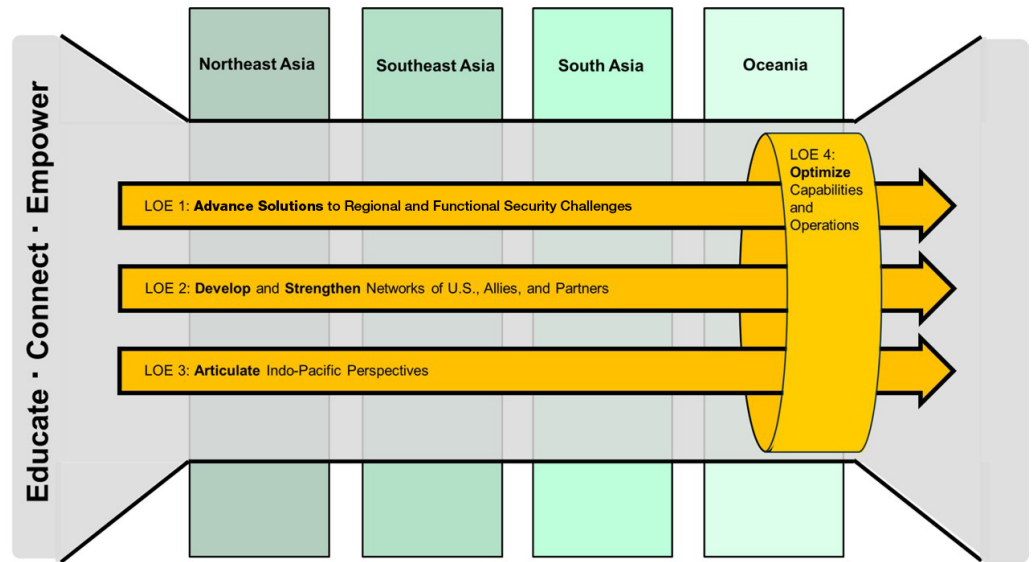 Educate · Connect · Empower
Northeast Asia
Southeast Asia
South Asia
Oceania
LOE 1: Advance Solutions to Regional and Functional Security Challenges
LOE 2: Develop and Strengthen Networks of U.S., Allies, and Partners
LOE 3: Articulate Indo-Pacific Perspectives
LOE 4:
Optimize
Capabilities
and
Operations